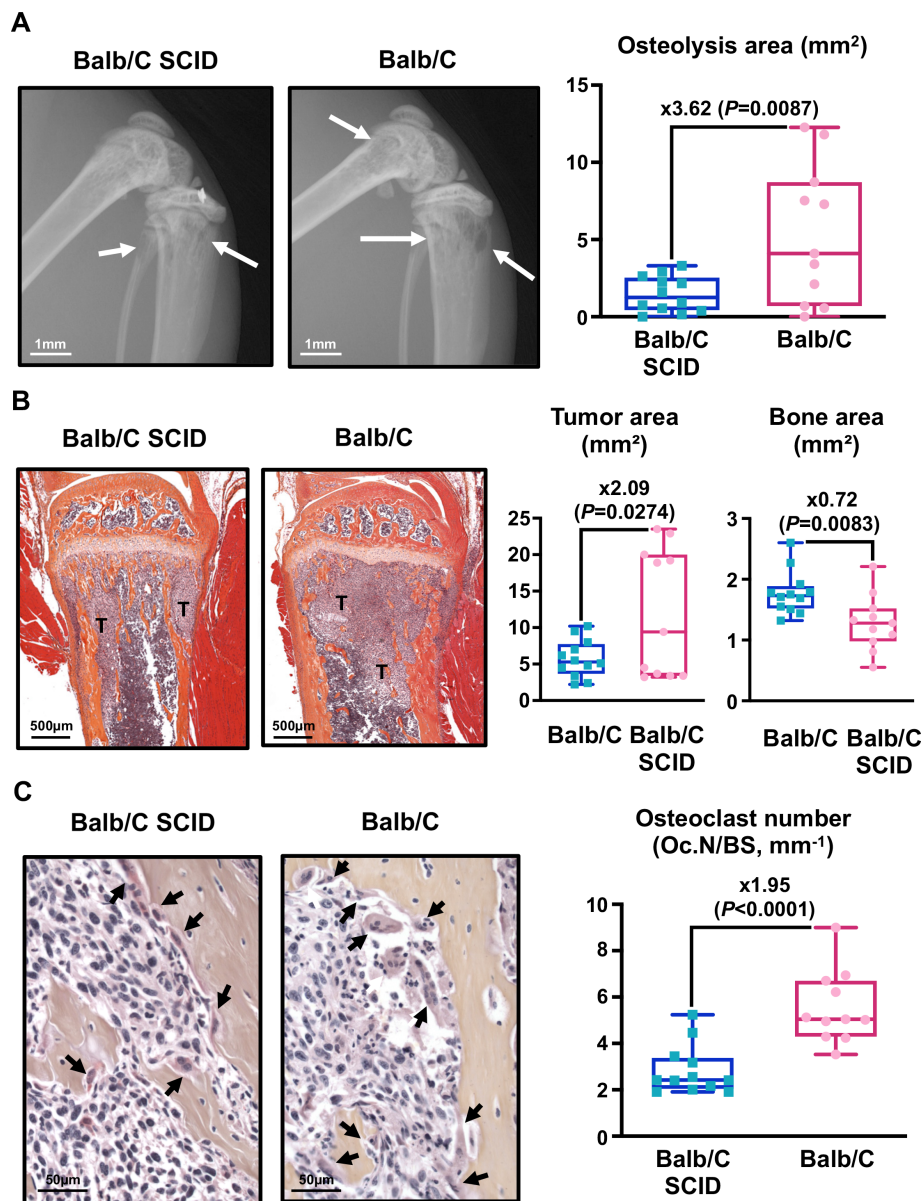 A
Balb/C SCID
Balb/C
Osteolysis area (mm²)
1mm
1mm
15
10
5
0
x3.62 (P=0.0087)
Balb/C
SCID
Balb/C
B
Balb/C SCID
Balb/C
Tumor area
(mm²)
Bone area
(mm²)
T
T
500µm
T
T
500µm
x2.09
(P=0.0274)
25
20
15
10
5
0
Balb/C
Balb/C
SCID
x0.72
(P=0.0083)
3
2
1
0
Balb/C
Balb/C
SCID
C
Balb/C SCID
Balb/C
Osteoclast number
(Oc.N/BS, mm⁻¹)
50µm
50µm
x1.95
(P<0.0001)
10
8
6
4
2
0
Balb/C
SCID
Balb/C